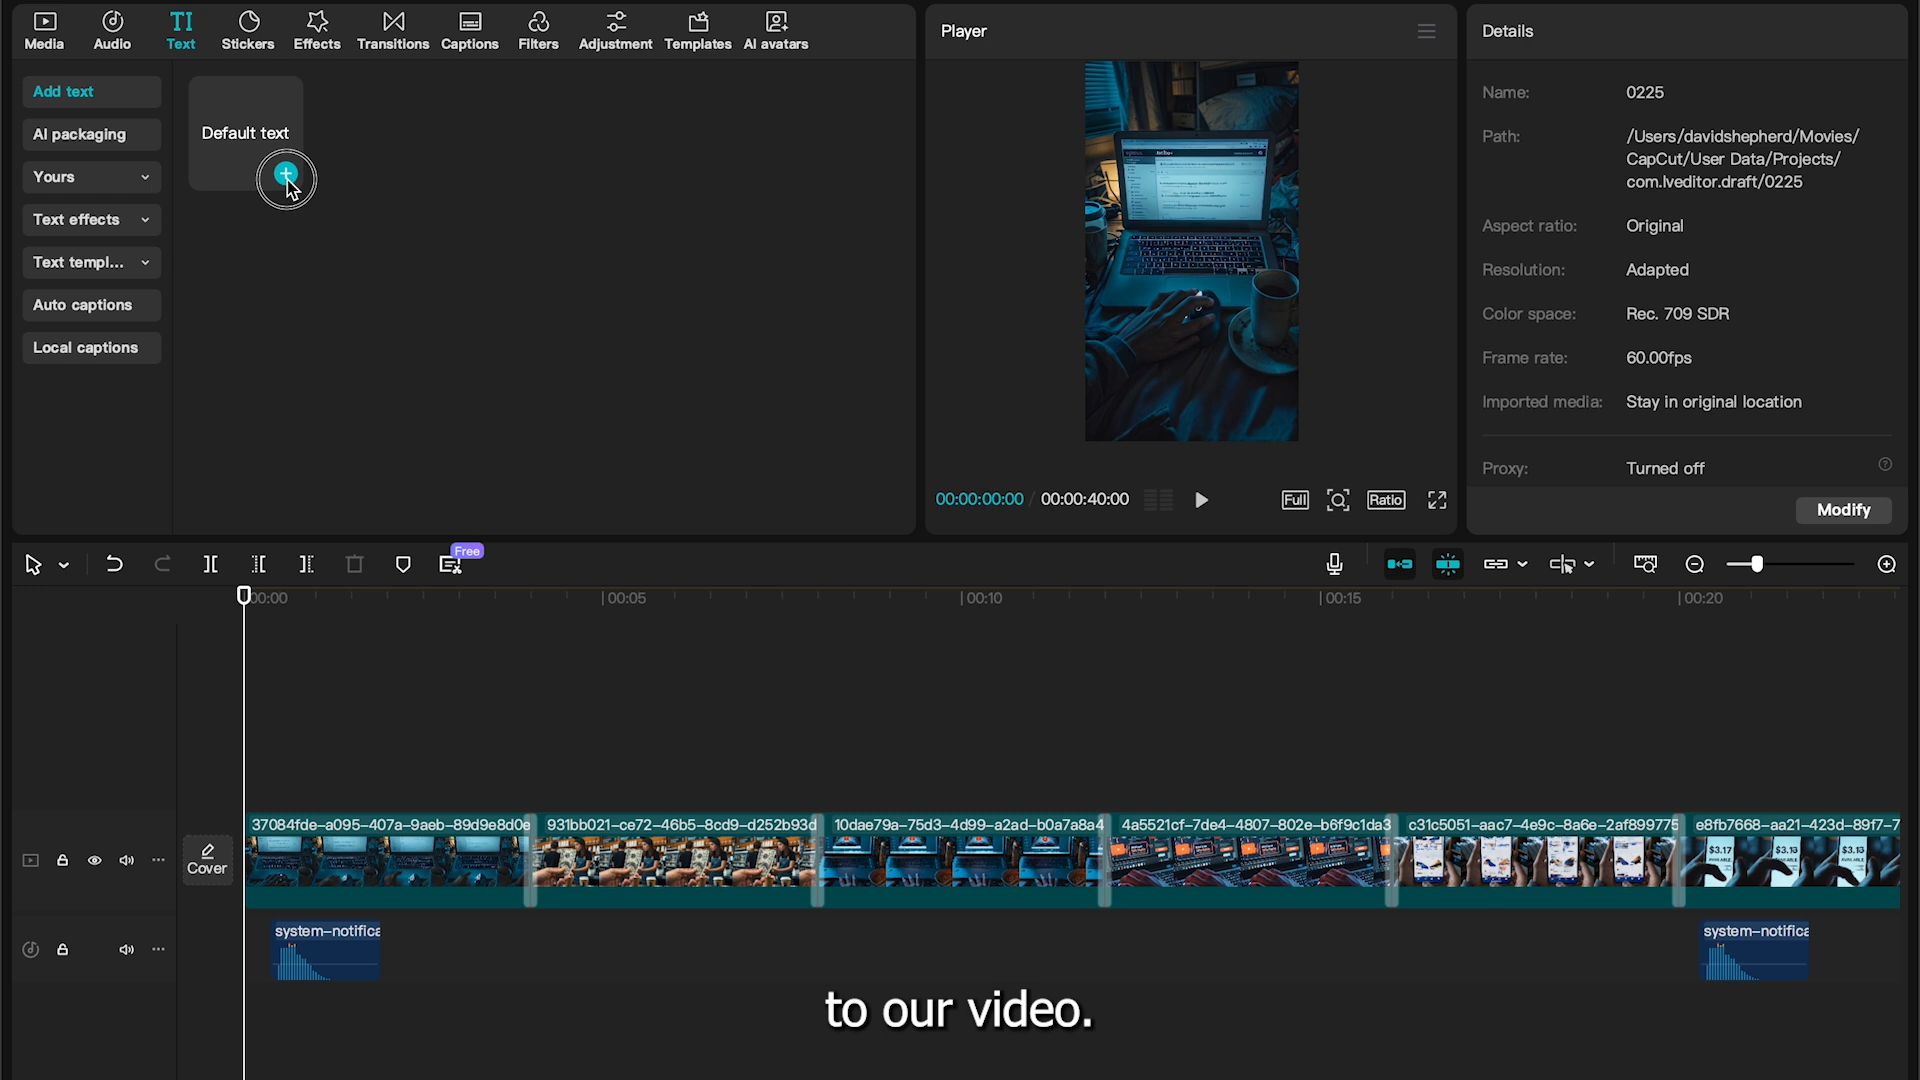 Media
Audio
TI
Text
Stickers
Effects
Transitions
Captions
Filters
Adjustment
Templates
AI avatars
Add text
AI packaging
Yours
Text effects
Text templ...
Auto captions
Local captions
Default text
Player
00:00:00:00 / 00:00:40:00
Full
Ratio
Details
Name: 0225
Path: /Users/davidshepherd/Movies/
CapCut/User Data/Projects/
com.lveditor.draft/0225
Aspect ratio: Original
Resolution: Adapted
Color space: Rec. 709 SDR
Frame rate: 60.00fps
Imported media: Stay in original location
Proxy: Turned off
Modify
Free
00:00
00:05
00:10
00:15
00:20
Cover
37084fde-a095-407a-9aeb-89d9e8d0e
931bb021-ce72-46b5-8cd9-d252b93d
10dae79a-75d3-4d99-a2ad-b0a7a8a4
4a5521cf-7de4-4807-802e-b6f9c1da3
c31c5051-aac7-4e9c-8a6e-2af899775
e8fb7668-aa21-423d-89f7-7
$3.17
system-notifica
system-notifica
to our video.